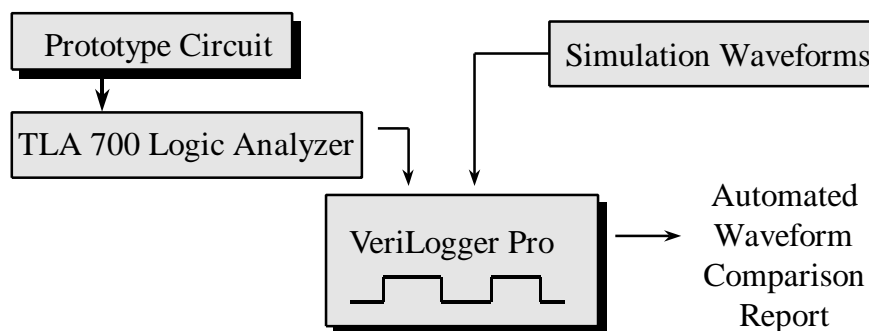 Prototype Circuit
Simulation Waveforms
TLA 700 Logic Analyzer
VeriLogger Pro
Automated
Waveform
Comparison
Report